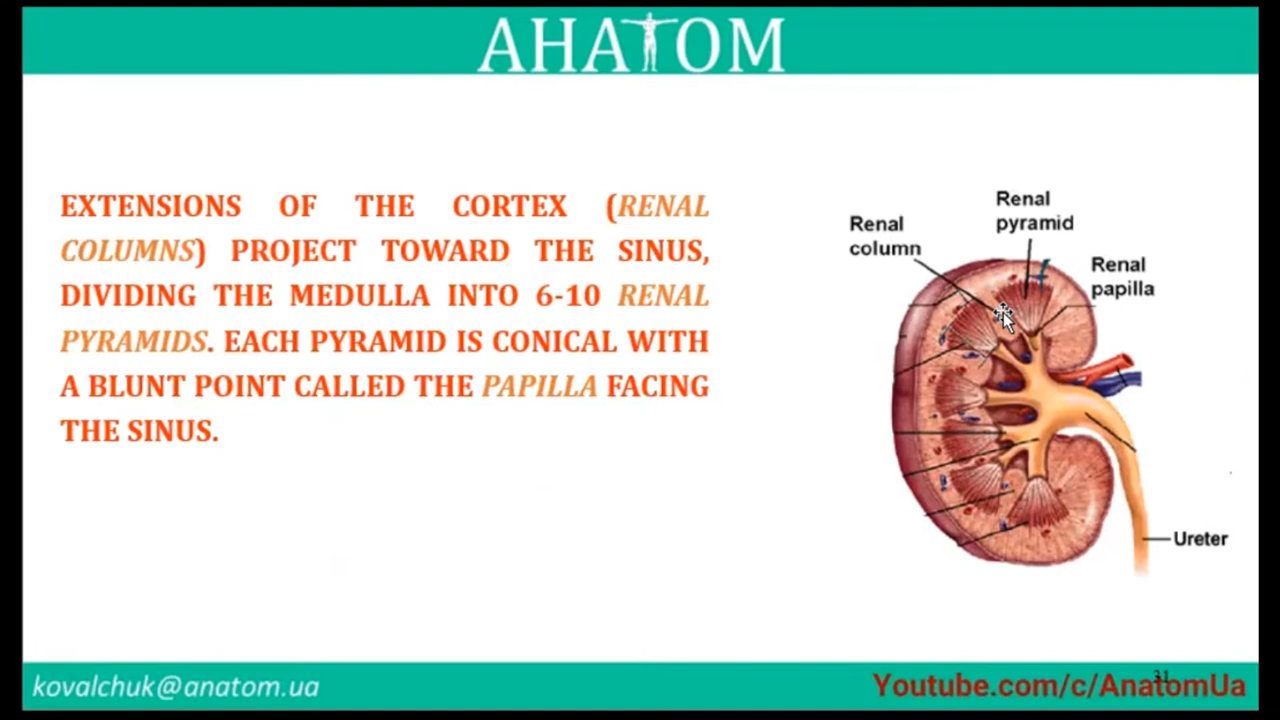 АНАТОМ
EXTENSIONS OF THE CORTEX (RENAL
COLUMNS) PROJECT TOWARD THE SINUS,
DIVIDING THE MEDULLA INTO 6-10 RENAL
PYRAMIDS. EACH PYRAMID IS CONICAL WITH
A BLUNT POINT CALLED THE PAPILLA FACING
THE SINUS.
Renal
column
Renal
pyramid
Renal
papilla
Ureter
kovalchuk@anatom.ua
31
Youtube.com/c/AnatomUa